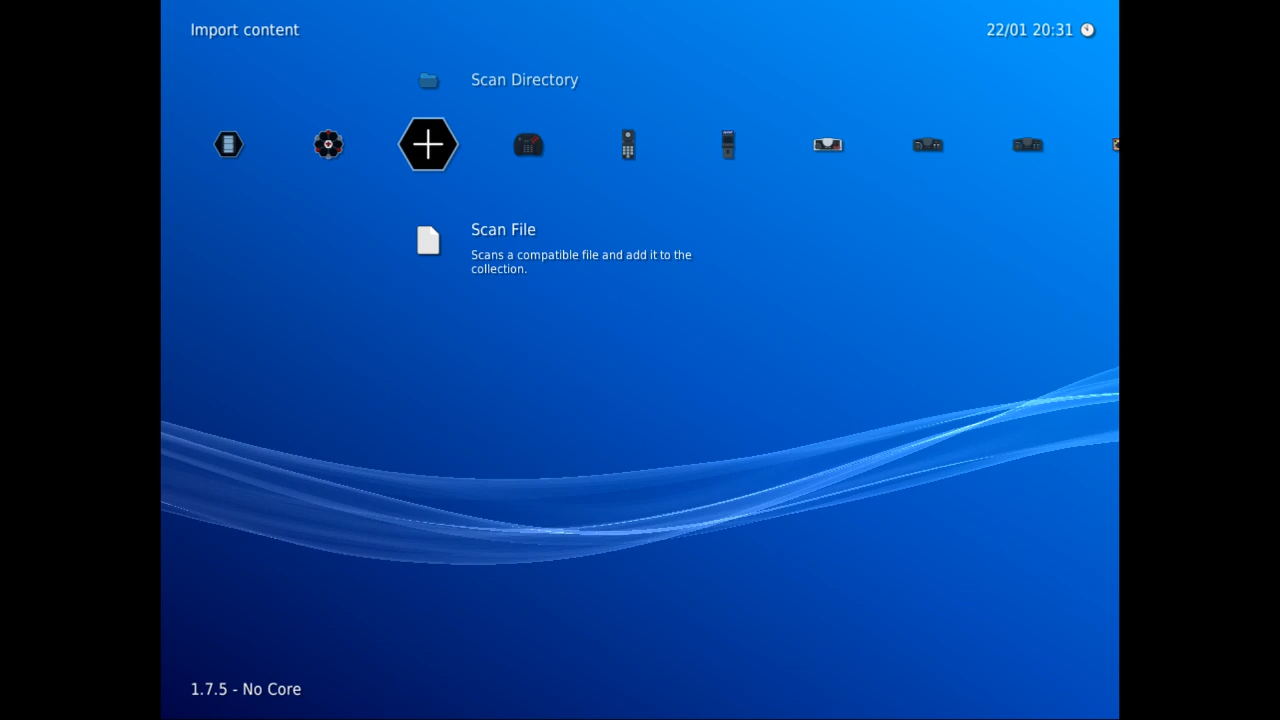 Import content
22/01 20:31
Scan Directory
Scan File
Scans a compatible file and add it to the
collection.
1.7.5 - No Core